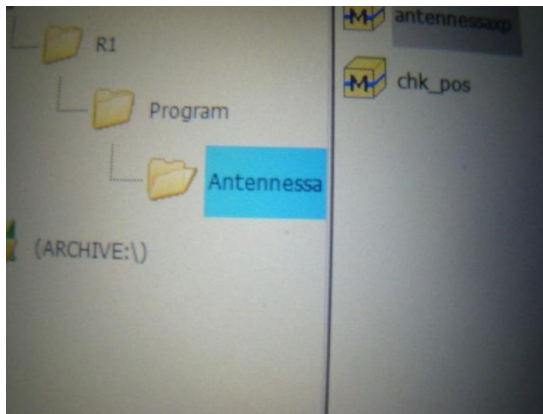 R1
Program
Antennessa
(ARCHIVE:\)
antennessaxp
M
chk_pos
M